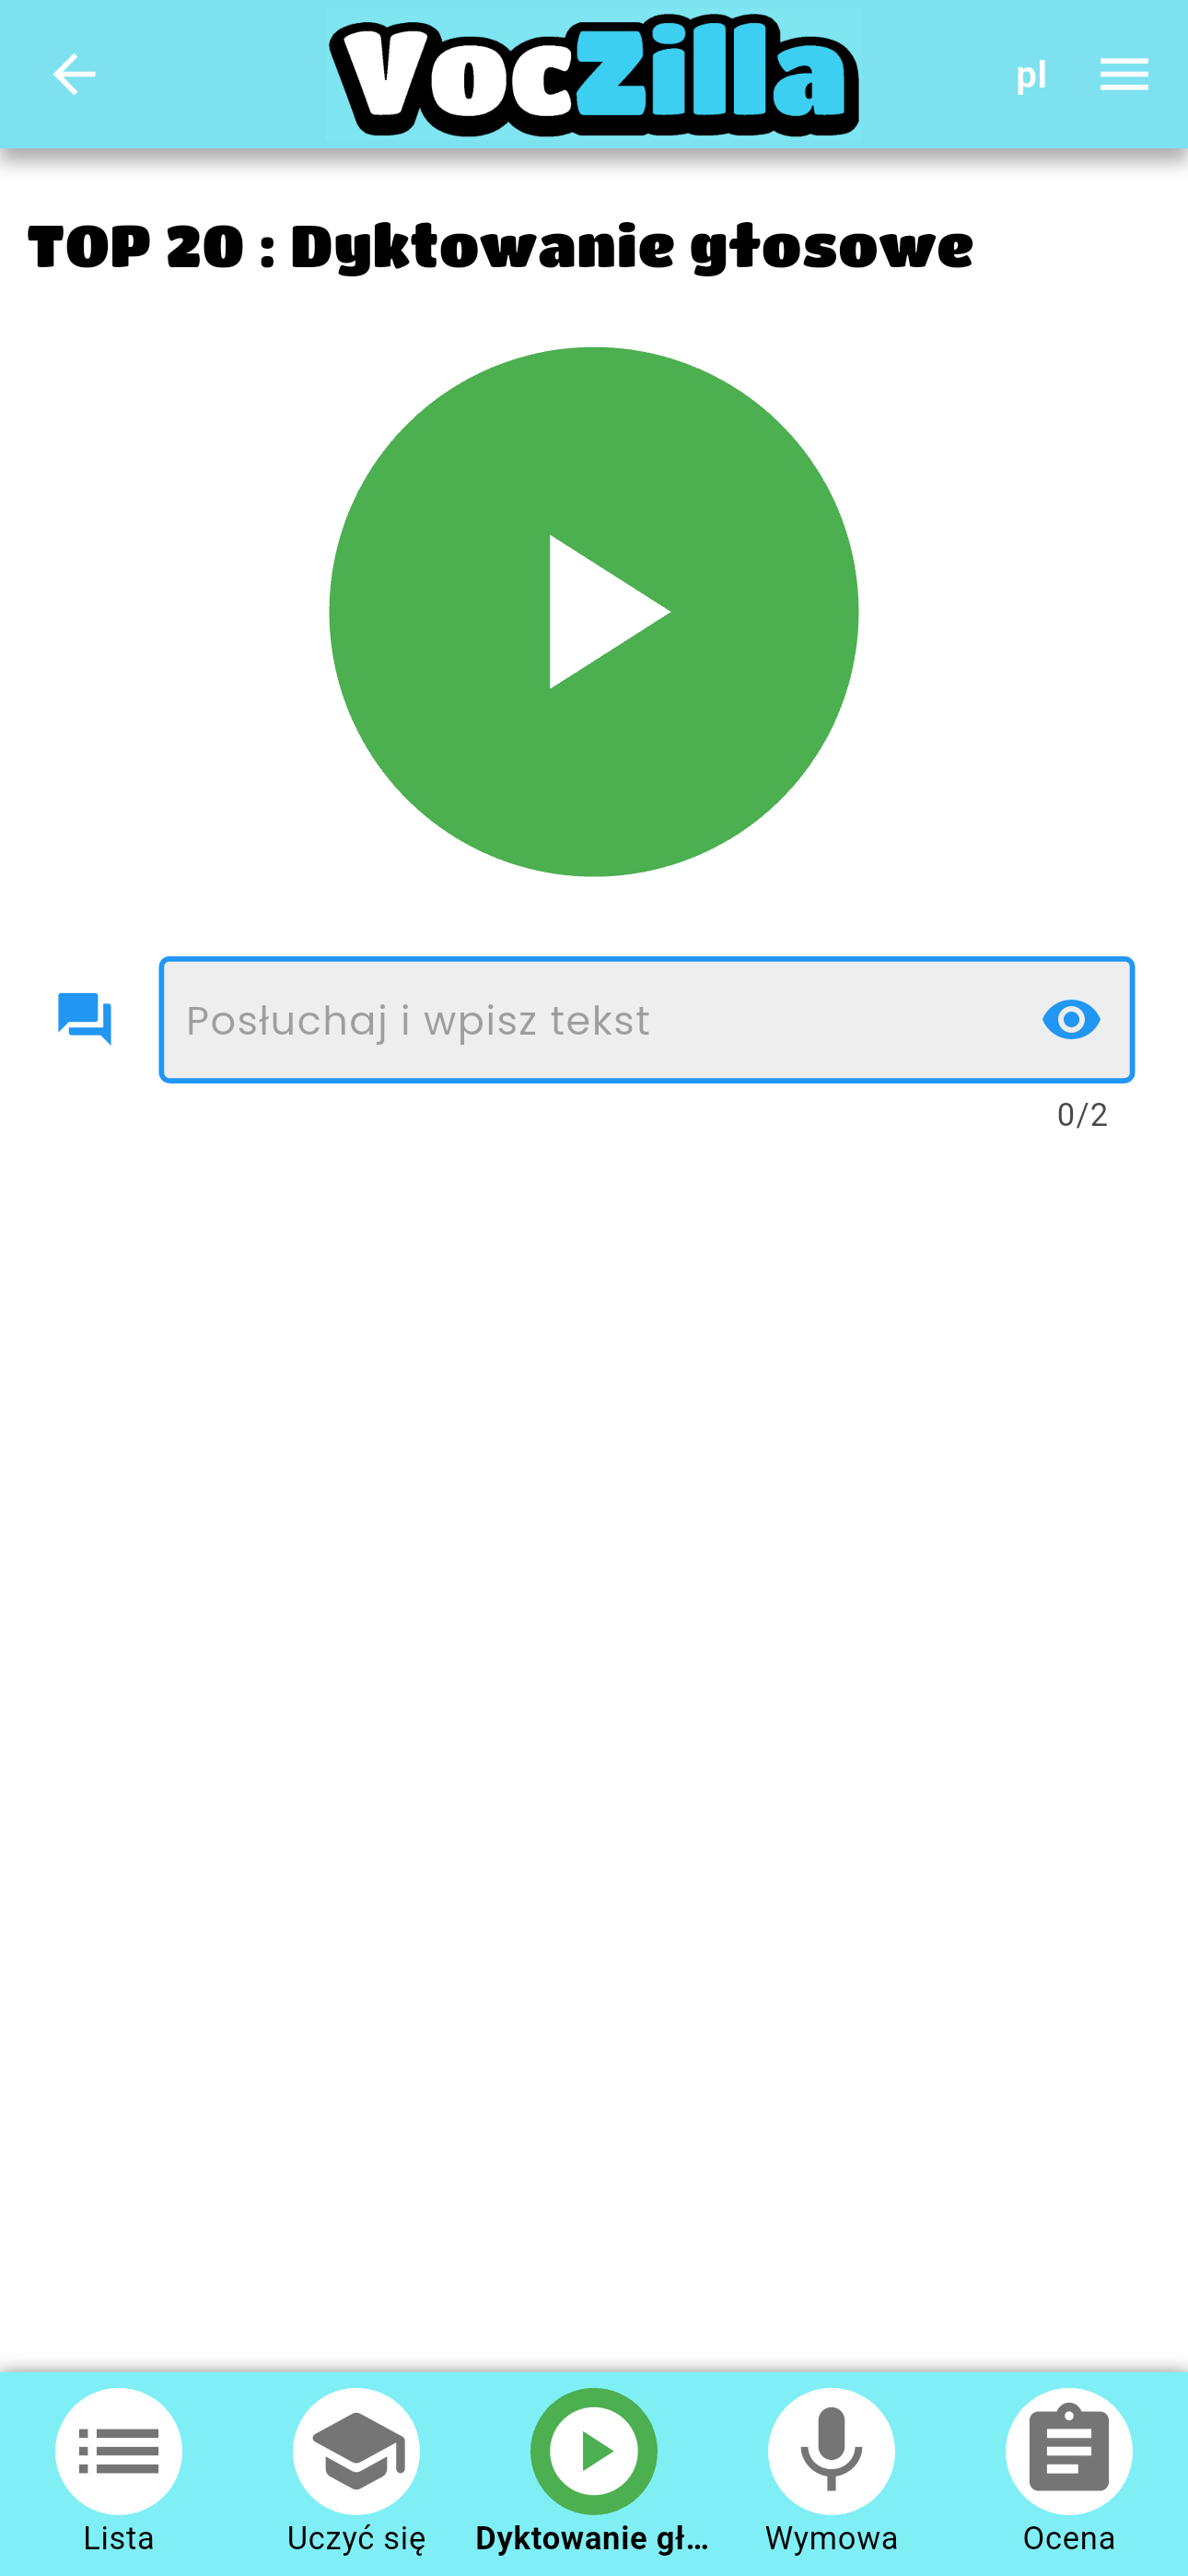 VocZilla
pl
TOP 20 : Dyktowanie głosowe
Posłuchaj i wpisz tekst
0/2
Lista
Uczyć się
Dyktowanie gł...
Wymowa
Ocena